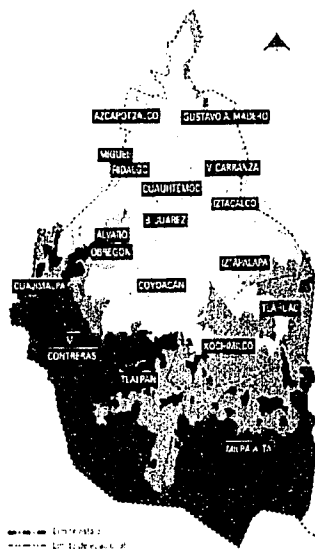 AZCAPOTZALCO
GUSTAVO A. MADERO
MIGUEL
HIDALGO
V. CARRANZA
CUAUHTEMOC
IZTACALCO
B. JUAREZ
ALVARO
OBREGON
IZTAPALAPA
CUAJIMALPA
COYOACAN
TLAHUAC
CONTRERAS
XOCHIMILCO
TLALPAN
MILPA ALTA